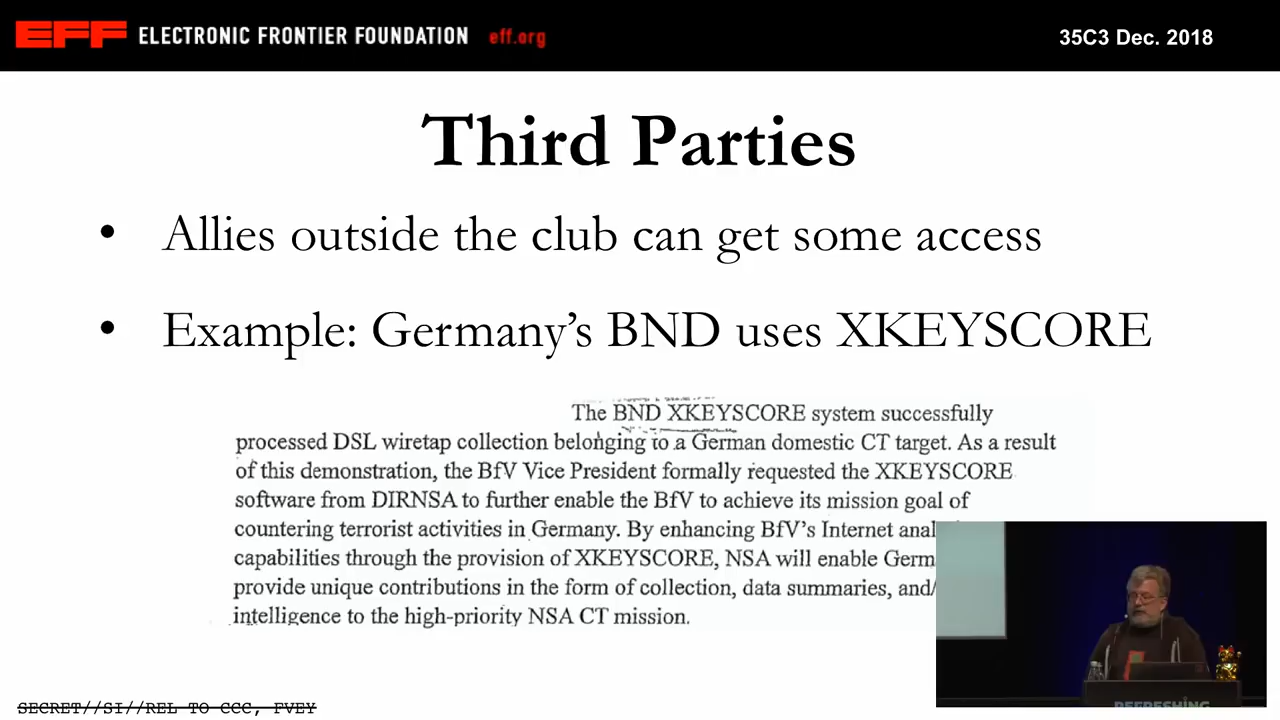 EFF ELECTRONIC FRONTIER FOUNDATION eff.org
35C3 Dec. 2018
Third Parties
• Allies outside the club can get some access
• Example: Germany’s BND uses XKEYSCORE
The BND XKEYSCORE system successfully
processed DSL wiretap collection belonging to a German domestic CT target. As a result
of this demonstration, the BfV Vice President formally requested the XKEYSCORE
software from DIRNSA to further enable the BfV to achieve its mission goal of
countering terrorist activities in Germany. By enhancing BfV’s Internet
capabilities through the provision of XKEYSCORE, NSA will enable
provide unique contributions in the form of collection, data summaries, and/
intelligence to the high-priority NSA CT mission.
REFRESHING
SECRET//SI//REL TO CCC, FVEY